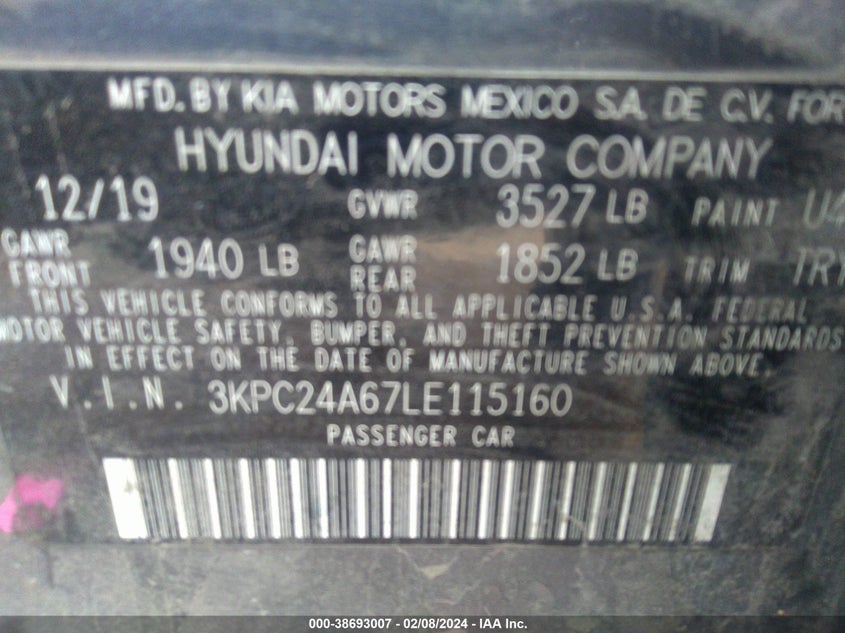 MFD. BY KIA MOTORS MEXICO S.A. DE C.V. FOR
HYUNDAI MOTOR COMPANY
12/19 GVWR 3527 LB PAINT U4
GAWR FRONT 1940 LB GAWR REAR 1852 LB TRIM TRY
THIS VEHICLE CONFORMS TO ALL APPLICABLE U.S.A. FEDERAL
MOTOR VEHICLE SAFETY, BUMPER, AND THEFT PREVENTION STANDARDS
IN EFFECT ON THE DATE OF MANUFACTURE SHOWN ABOVE.
V.I.N. 3KPC24A67LE115160
PASSENGER CAR
000-38693007 - 02/08/2024 - IAA Inc.